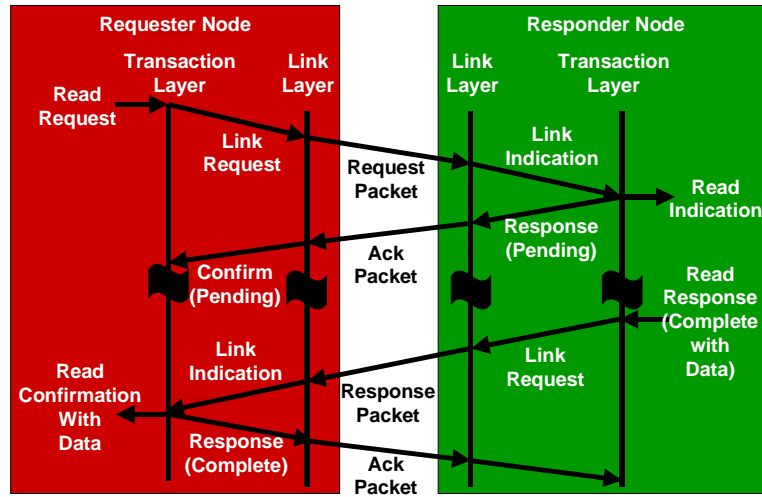 Requester Node
Responder Node
Transaction
Layer
Link
Layer
Link
Layer
Transaction
Layer
Read
Request
Link
Request
Request
Packet
Link
Indication
Read
Indication
Response
(Pending)
Ack
Packet
Confirm
(Pending)
Read
Response
(Complete
with
Data)
Link
Request
Response
Packet
Link
Indication
Read
Confirmation
With
Data
Response
(Complete)
Ack
Packet